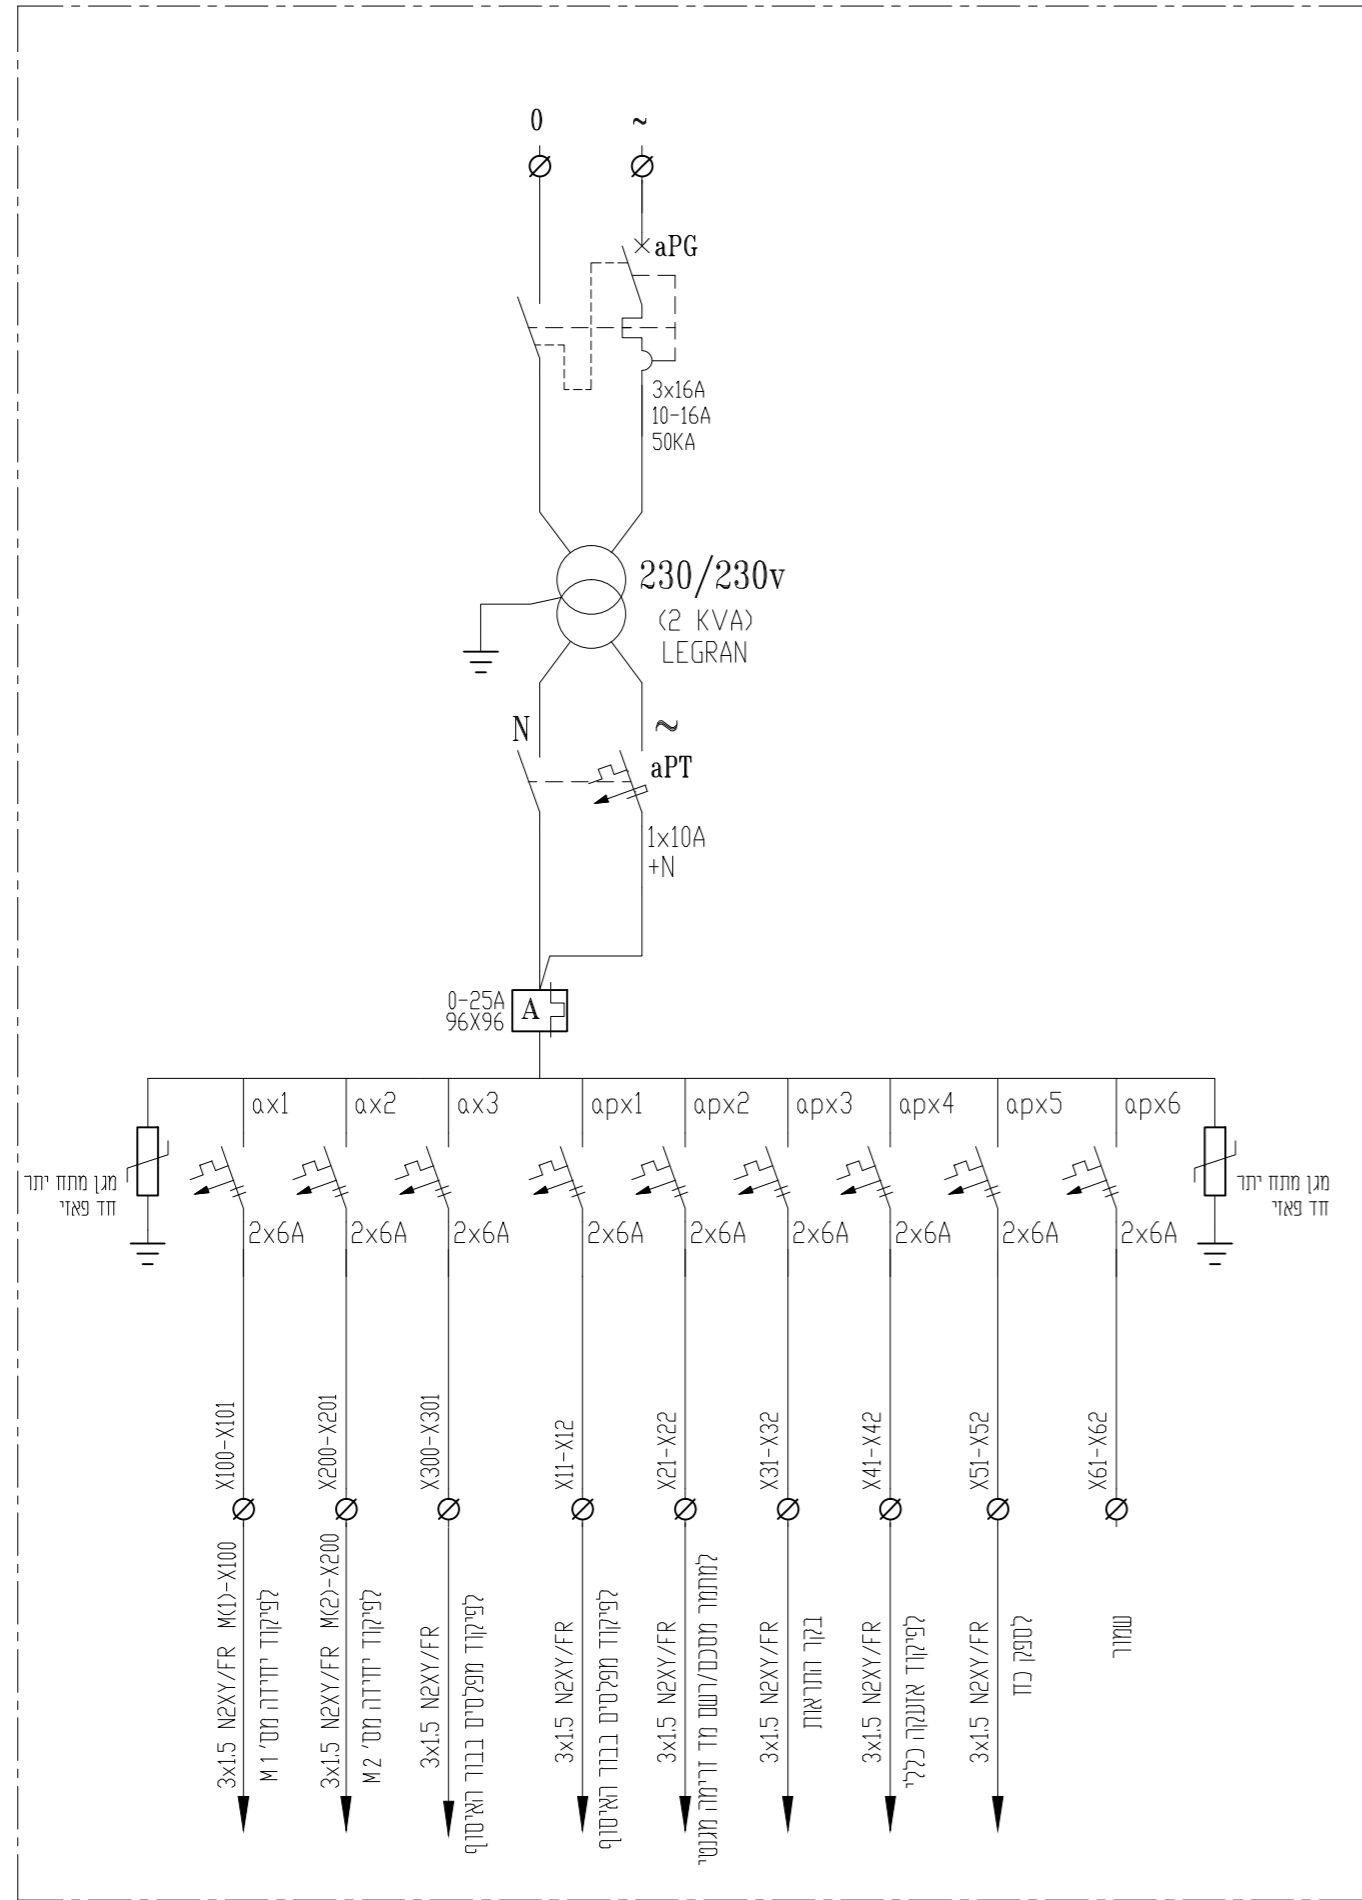 0
~
aPG
3x16A
10-16A
50KA
230/230v
(2 KVA)
LEGRAN
N
~
aPT
1x10A
+N
0-25A
96X96
A
ax1
ax2
ax3
apx1
apx2
apx3
apx4
apx5
apx6
מגן מתח יתר
חד פאזי
מגן מתח יתר
חד פאזי
2x6A
2x6A
2x6A
2x6A
2x6A
2x6A
2x6A
2x6A
2x6A
X100-X101
X200-X201
X300-X301
X11-X12
X21-X22
X31-X32
X41-X42
X51-X52
X61-X62
3x1.5 N2XY/FR M(1)-X100
לפיקוד יחידה מס' M 1
3x1.5 N2XY/FR M(2)-X200
לפיקוד יחידה מס' M 2
3x1.5 N2XY/FR
לפיקוד מפלסים בבור האיסוף
3x1.5 N2XY/FR
לפיקוד מפלסים בבור האיסוף
3x1.5 N2XY/FR
למתמר מסכם/רשם מד זרימה מגנטי
3x1.5 N2XY/FR
בקר התראות
3x1.5 N2XY/FR
לפיקוד אזעקה כללי
3x1.5 N2XY/FR
לספק כח
שמור